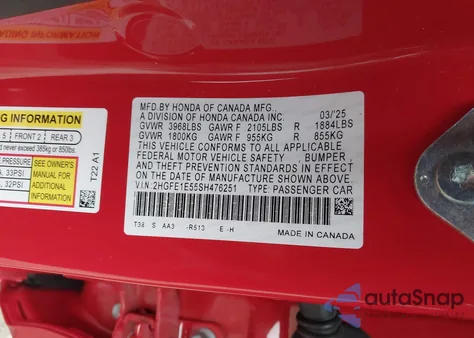 MFD.BY HONDA OF CANADA MFG.,
A DIVISION OF HONDA CANADA INC. 03/'25
GVWR 3968LBS GAWR F 2105LBS R 1884LBS
GVWR 1800KG GAWR F 955KG R 855KG
THIS VEHICLE CONFORMS TO ALL APPLICABLE
FEDERAL MOTOR VEHICLE SAFETY , BUMPER ,
AND THEFT PREVENTION STANDARDS IN EFFECT
ON THE DATE OF MANUFACTURE SHOWN ABOVE.
V.I.N: 2HGFE1E55SH476251 TYPE: PASSENGER CAR
T38 S AA3 -R513 E -H
MADE IN CANADA
NG INFORMATION
5 FRONT 2 REAR 3
never exceed 385kg or 850lbs.
SEE OWNER'S
MANUAL FOR
ADDITIONAL
INFORMATION
33PSI
32PSI
T22 A1
autoSnap